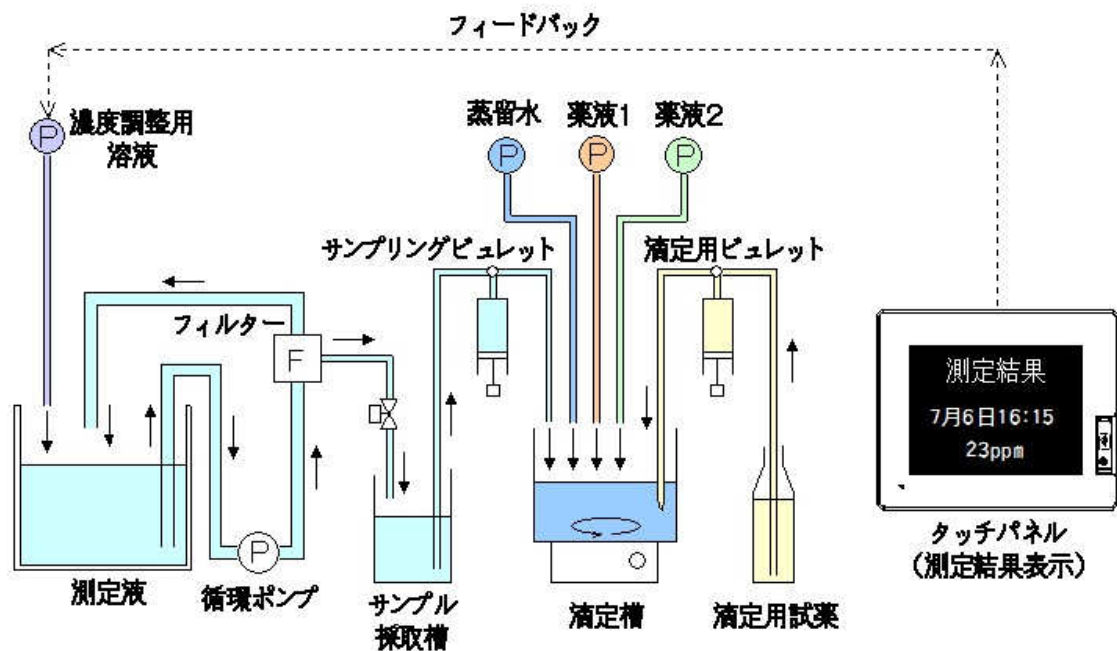 フィードバック
濃度調整用
溶液
P
蒸留水
P
薬液1
P
薬液2
P
サンプリングビュレット
滴定用ビュレット
フィルター
F
測定結果
7月6日16:15
23ppm
P
測定液
循環ポンプ
サンプル
採取槽
滴定槽
滴定用試薬
タッチパネル
(測定結果表示)